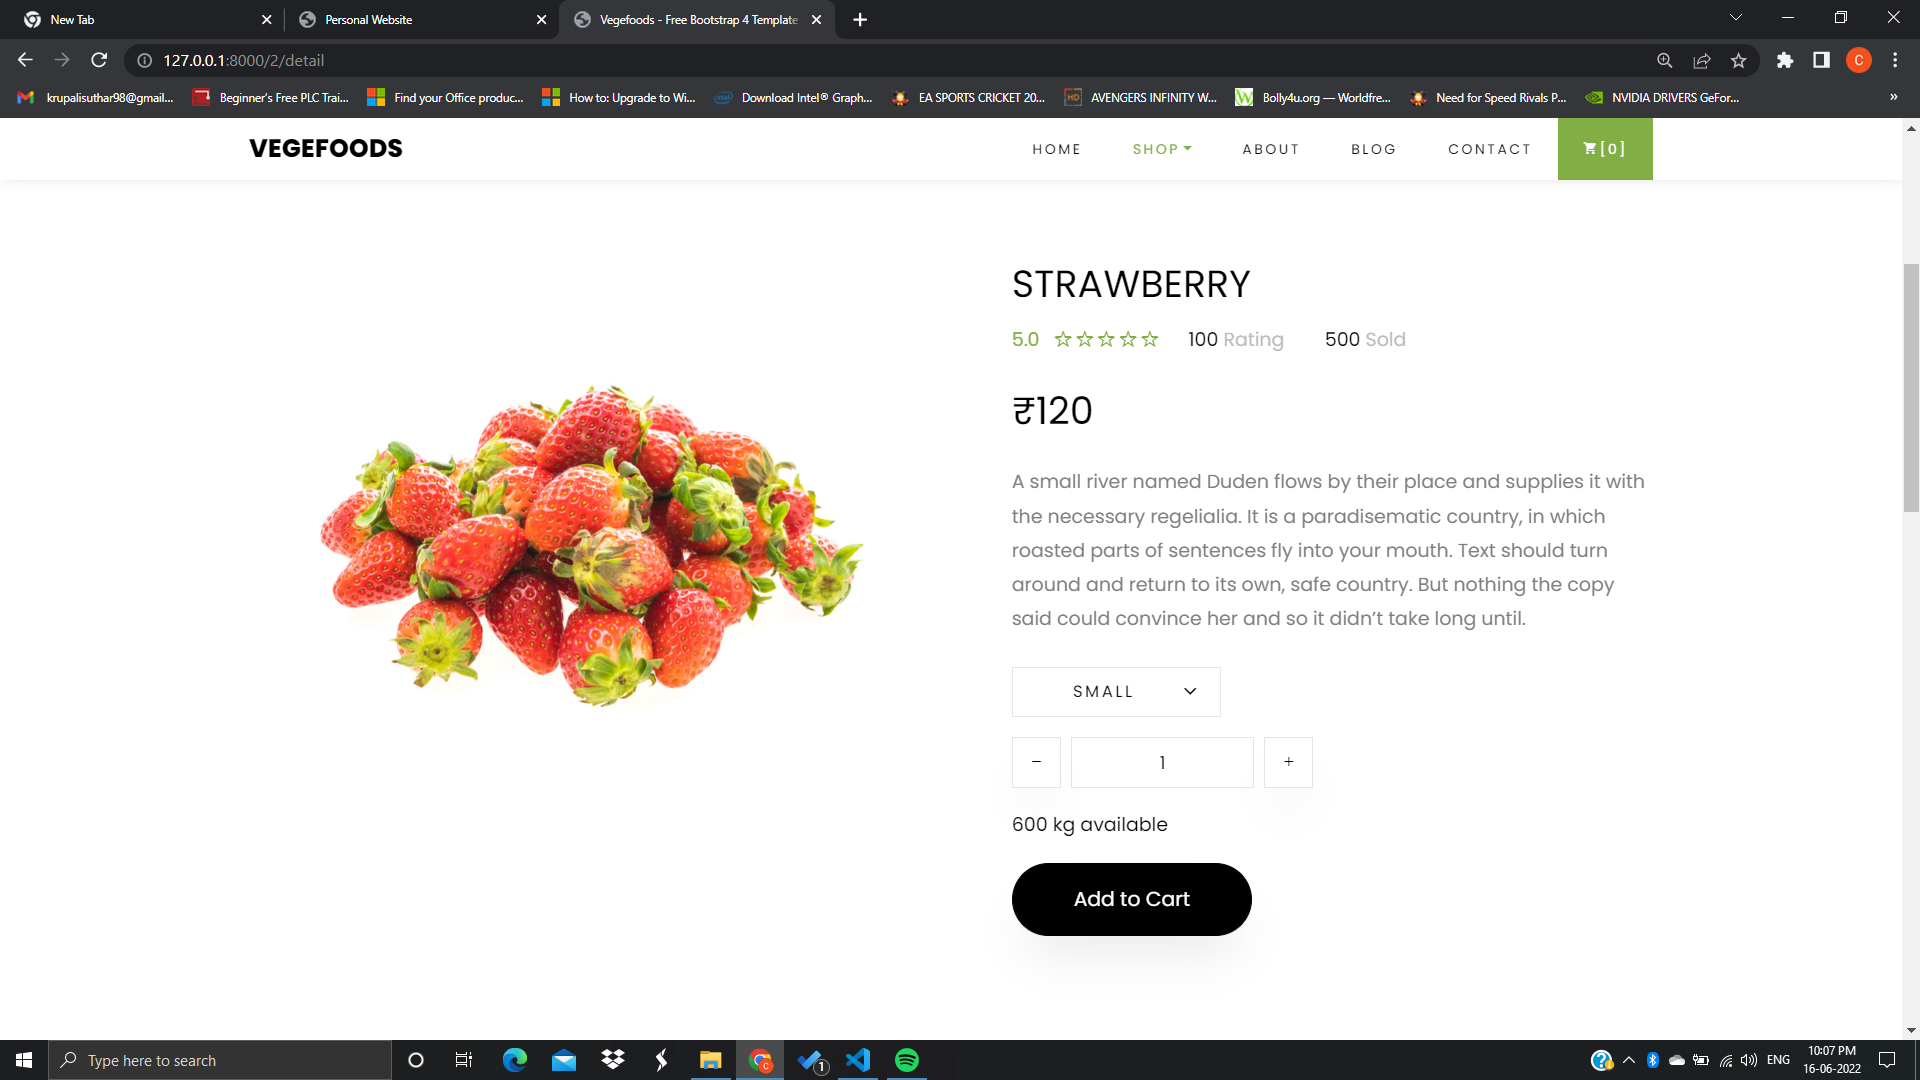 New Tab
Personal Website
Vegefoods - Free Bootstrap 4 Template
127.0.0.1:8000/2/detail
C
krupalisuthar98@gmail...
Beginner's Free PLC Trai...
Find your Office produc...
How to: Upgrade to Wi...
Download Intel® Graph...
EA SPORTS CRICKET 20...
AVENGERS INFINITY W...
Bolly4u.org — Worldfre...
Need for Speed Rivals P...
NVIDIA DRIVERS GeFor...
»
VEGEFOODS
HOME
SHOP
ABOUT
BLOG
CONTACT
[0]
STRAWBERRY
5.0
100 Rating
500 Sold
₹120
A small river named Duden flows by their place and supplies it with
the necessary regelialia. It is a paradisematic country, in which
roasted parts of sentences fly into your mouth. Text should turn
around and return to its own, safe country. But nothing the copy
said could convince her and so it didn’t take long until.
SMALL
−
1
+
600 kg available
Add to Cart
Type here to search
1
ENG
10:07 PM
16-06-2022